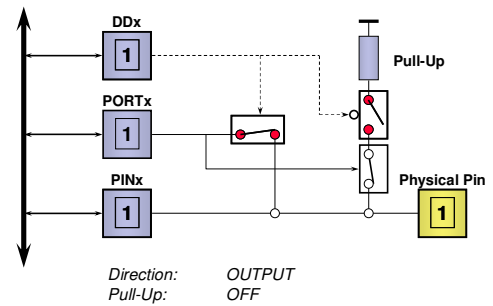 DDx
1
Pull-Up
PORTx
1
PINx
1
Physical Pin
1
Direction: OUTPUT
Pull-Up: OFF